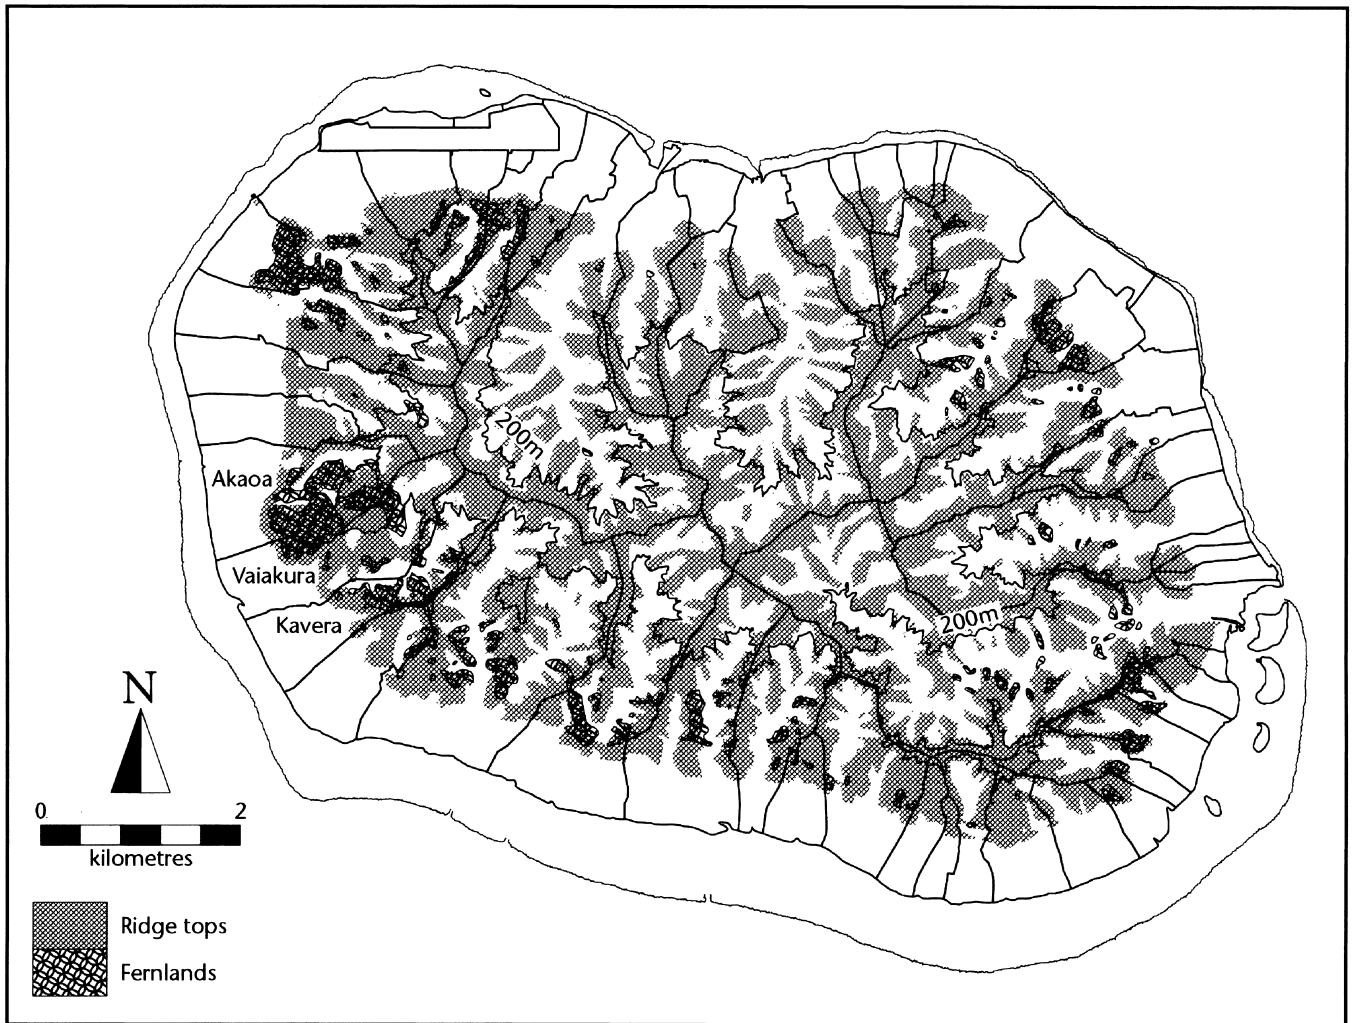 200m
Akaoa
Vaiakura
Kavera
200m
N
0 2
kilometres
Ridge tops
Fernlands